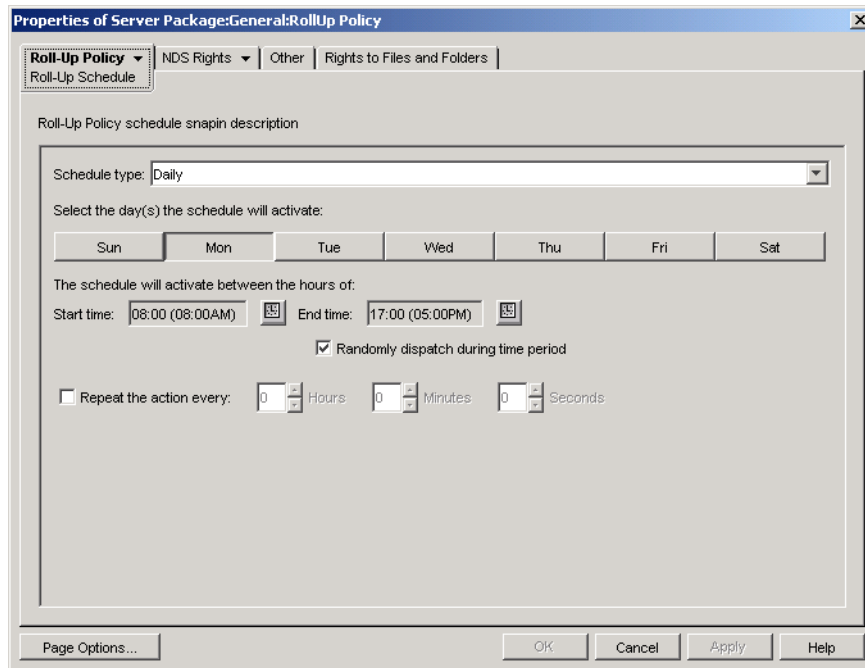 Properties of Server Package:General:RollUp Policy
Roll-Up Policy NDS Rights Other Rights to Files and Folders
Roll-Up Schedule
Roll-Up Policy schedule snapin description
Schedule type: Daily
Select the day(s) the schedule will activate:
Sun Mon Tue Wed Thu Fri Sat
The schedule will activate between the hours of:
Start time: 08:00 (08:00AM) End time: 17:00 (05:00PM)
Randomly dispatch during time period
Repeat the action every: 0 Hours 0 Minutes 0 Seconds
Page Options... OK Cancel Apply Help